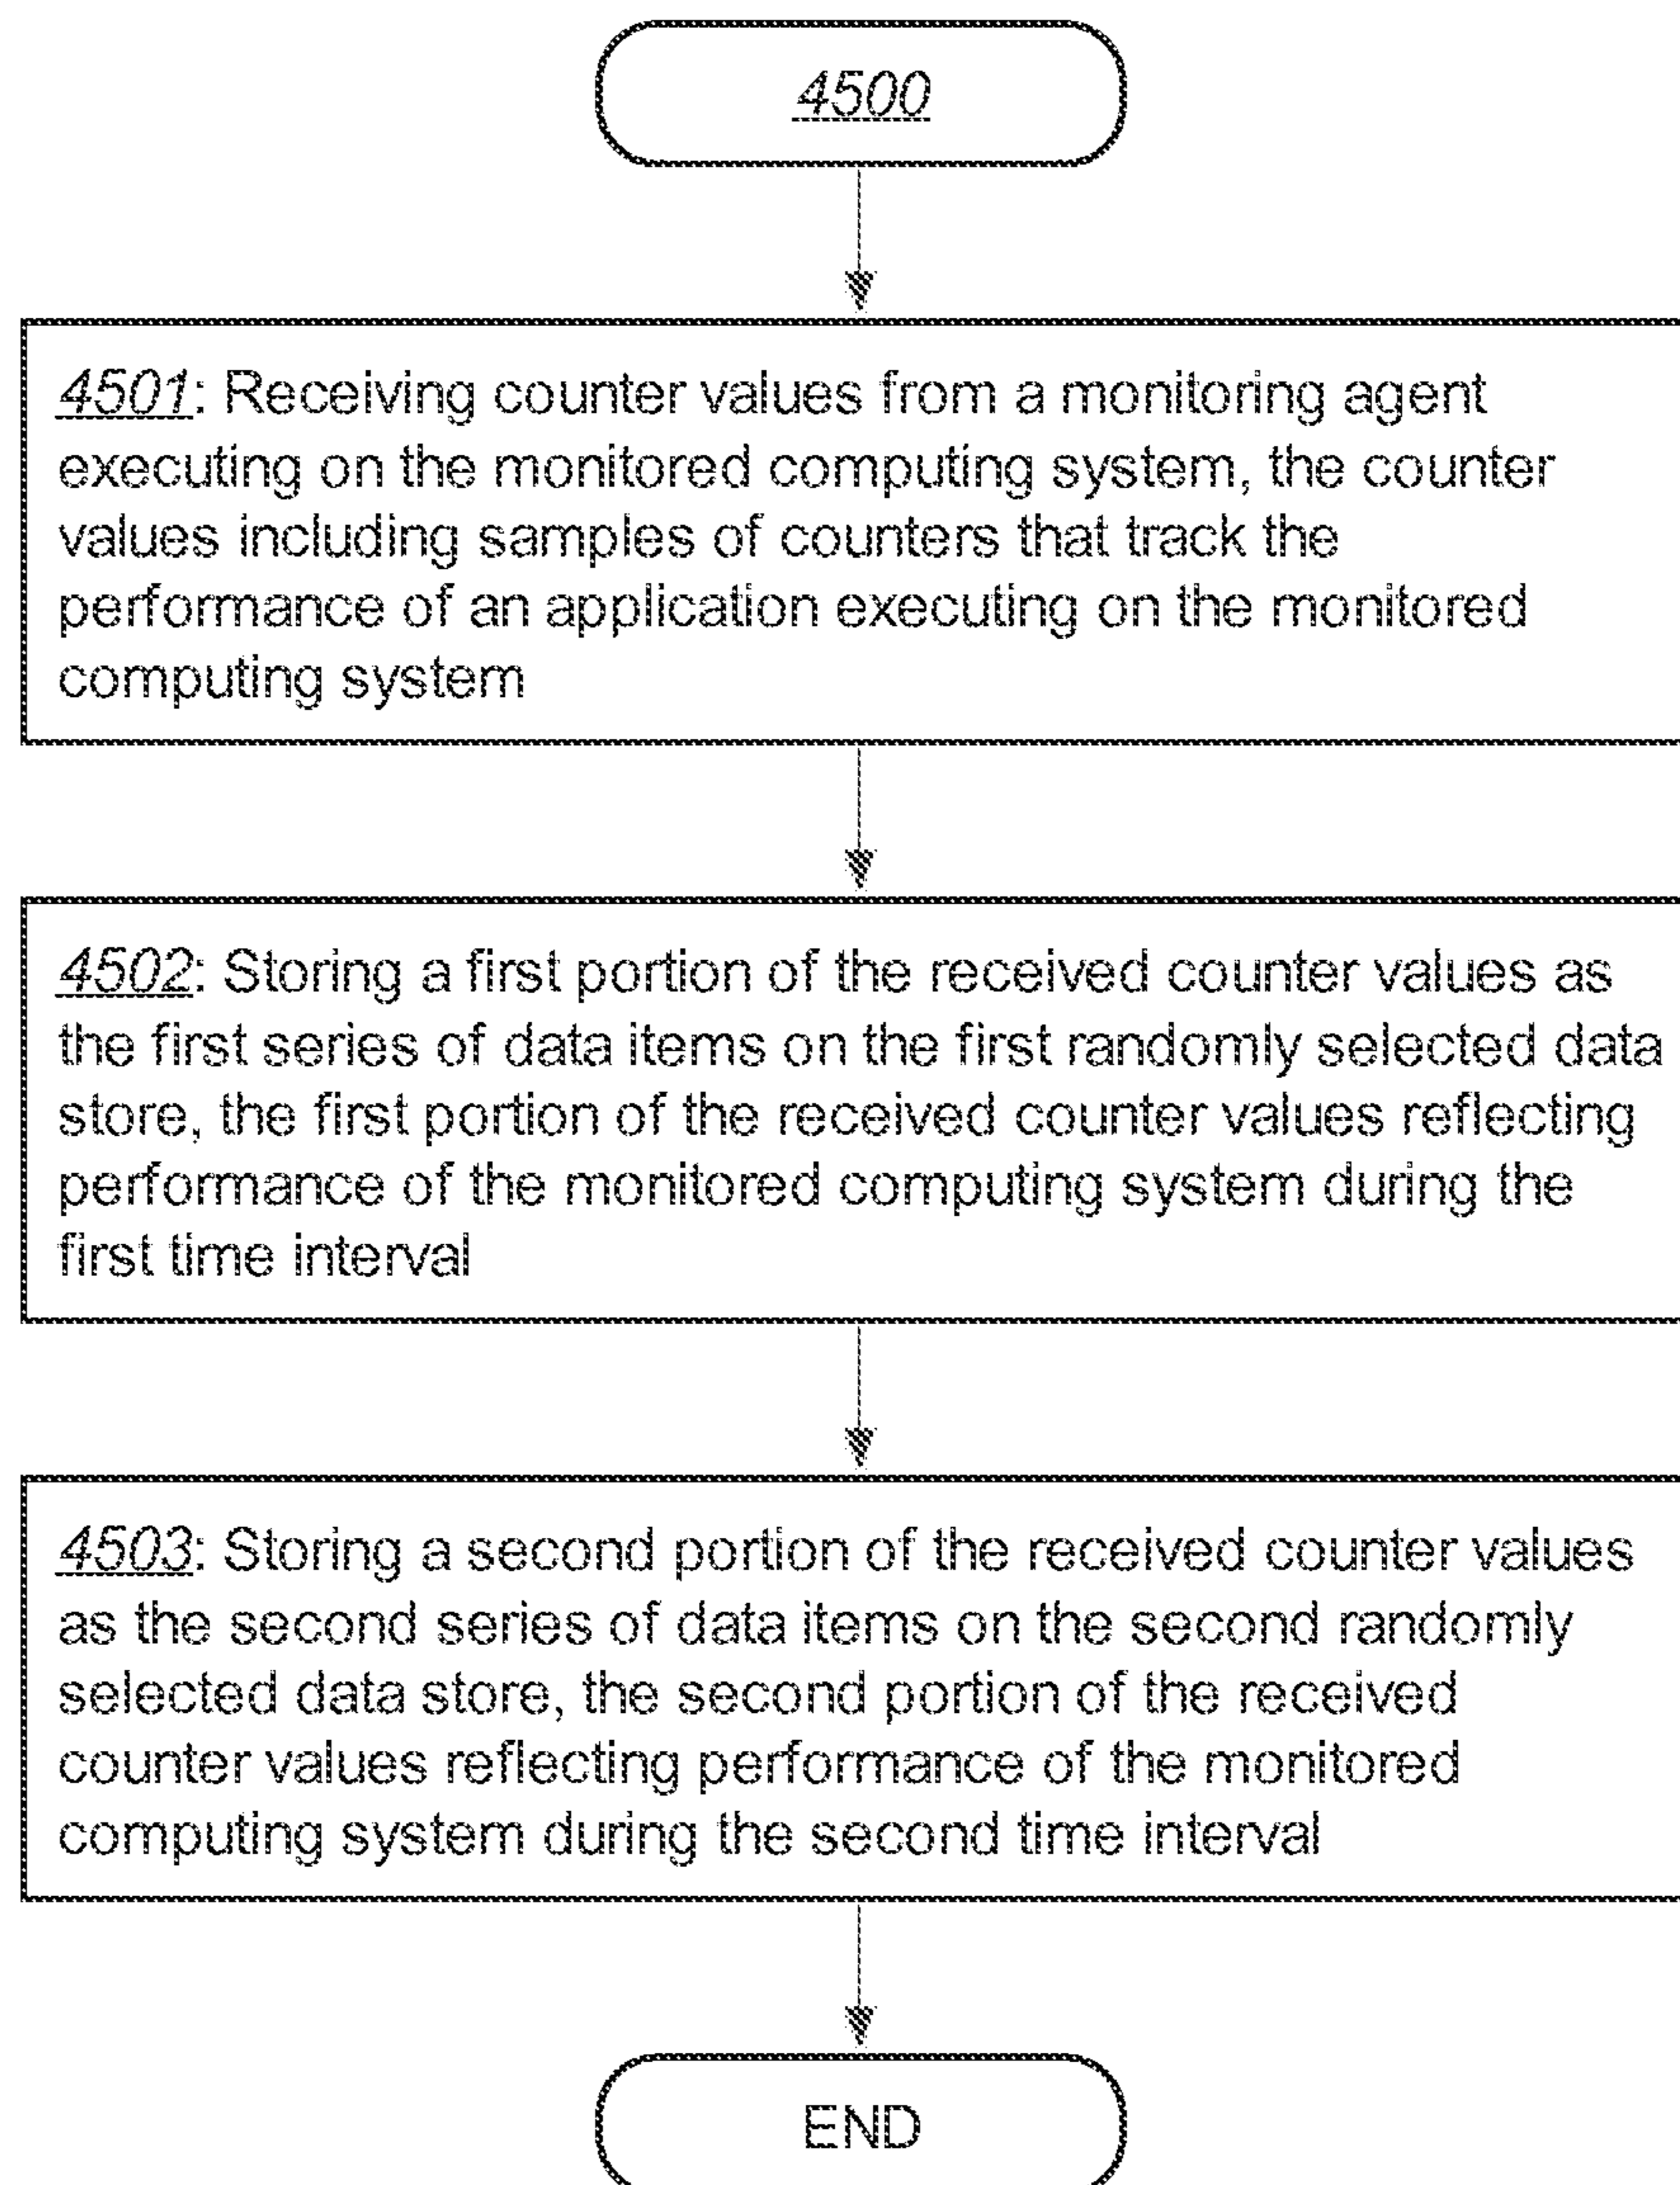 4500
4501: Receiving counter values from a monitoring agent
executing on the monitored computing system, the counter
values including samples of counters that track the
performance of an application executing on the monitored
computing system
4502: Storing a first portion of the received counter values as
the first series of data items on the first randomly selected data
store, the first portion of the received counter values reflecting
performance of the monitored computing system during the
first time interval
4503: Storing a second portion of the received counter values
as the second series of data items on the second randomly
selected data store, the second portion of the received
counter values reflecting performance of the monitored
computing system during the second time interval
END